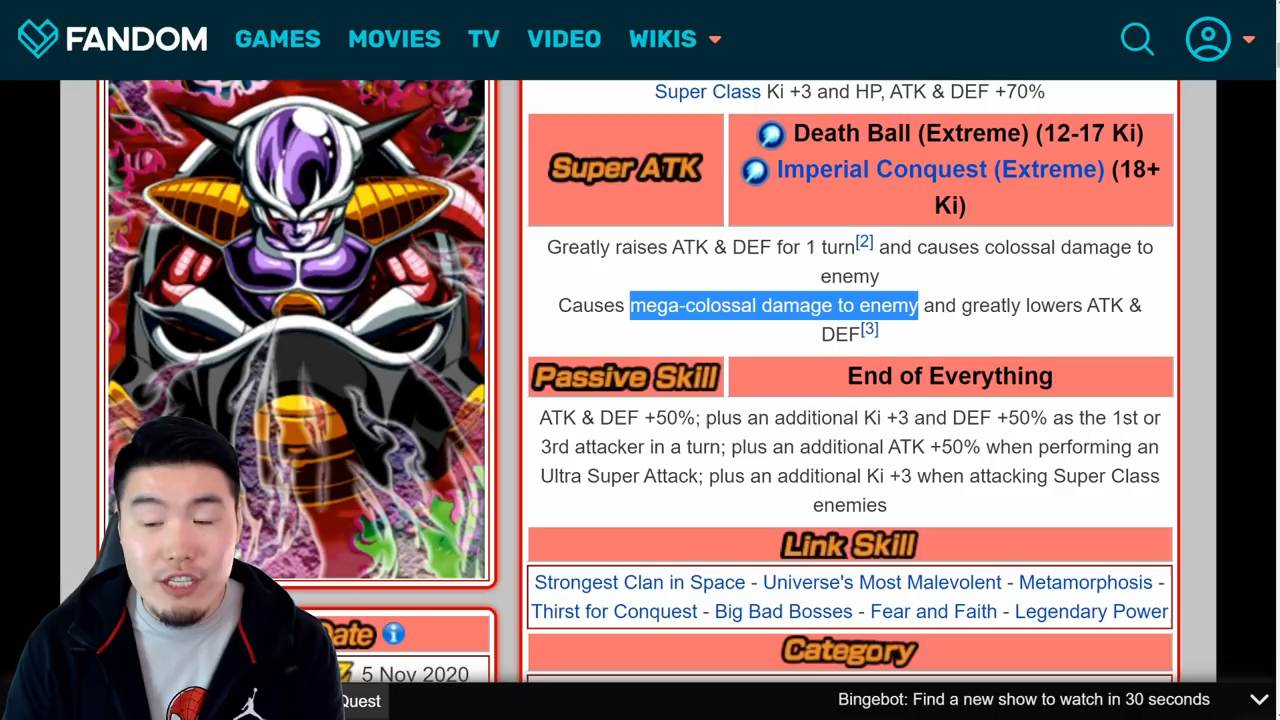 FANDOM GAMES MOVIES TV VIDEO WIKIS
Super Class Ki +3 and HP, ATK & DEF +70%
Super ATK
Death Ball (Extreme) (12-17 Ki)
Imperial Conquest (Extreme) (18+
Ki)
Greatly raises ATK & DEF for 1 turn[2] and causes colossal damage to
enemy
Causes mega-colossal damage to enemy and greatly lowers ATK &
DEF[3]
Passive Skill
End of Everything
ATK & DEF +50%; plus an additional Ki +3 and DEF +50% as the 1st or
3rd attacker in a turn; plus an additional ATK +50% when performing an
Ultra Super Attack; plus an additional Ki +3 when attacking Super Class
enemies
Link Skill
Strongest Clan in Space - Universe's Most Malevolent - Metamorphosis -
Thirst for Conquest - Big Bad Bosses - Fear and Faith - Legendary Power
Category
Date
5 Nov 2020
Quest
Bingebot: Find a new show to watch in 30 seconds